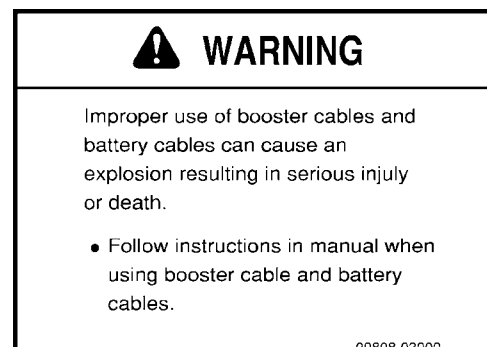 WARNING
Improper use of booster cables and
battery cables can cause an
explosion resulting in serious injuly
or death.
• Follow instructions in manual when
using booster cable and battery
cables.